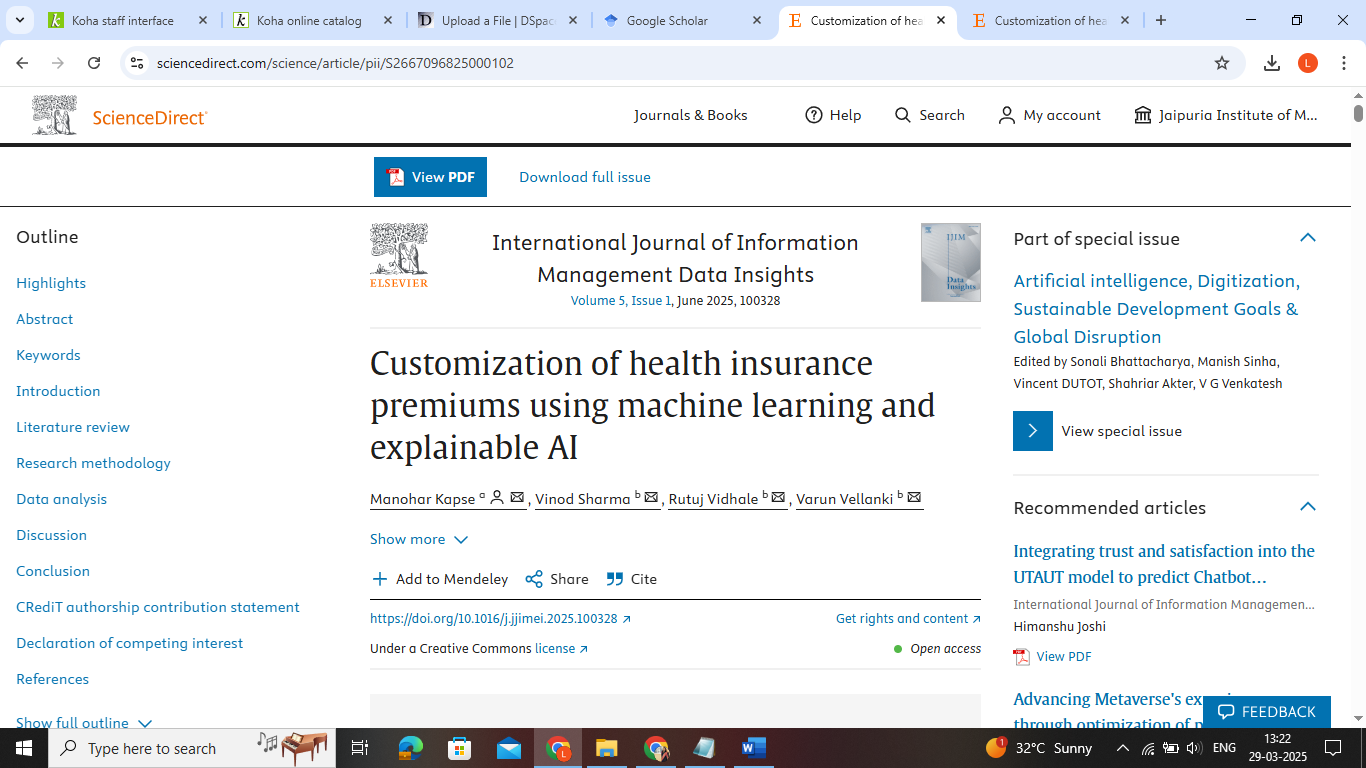 Koha staff interface
Koha online catalog
Upload a File | DSpac
Google Scholar
Customization of hea
Customization of hea
sciencedirect.com/science/article/pii/S2667096825000102
L
ScienceDirect
Journals & Books
Help
Search
My account
Jaipuria Institute of M...
View PDF
Download full issue
Outline
Highlights
Abstract
Keywords
Introduction
Literature review
Research methodology
Data analysis
Discussion
Conclusion
CRediT authorship contribution statement
Declaration of competing interest
References
Show full outline
ELSEVIER
International Journal of Information
Management Data Insights
Volume 5, Issue 1, June 2025, 100328
IJIM
Data
Insights
Customization of health insurance
premiums using machine learning and
explainable AI
Manohar Kapse a, Vinod Sharma b, Rutuj Vidhale b, Varun Vellanki b
Show more
Add to Mendeley
Share
Cite
https://doi.org/10.1016/j.jjimei.2025.100328
Get rights and content
Under a Creative Commons license
Open access
Part of special issue
Artificial intelligence, Digitization,
Sustainable Development Goals &
Global Disruption
Edited by Sonali Bhattacharya, Manish Sinha,
Vincent DUTOT, Shahriar Akter, V G Venkatesh
View special issue
Recommended articles
Integrating trust and satisfaction into the
UTAUT model to predict Chatbot...
International Journal of Information Managemen...
Himanshu Joshi
View PDF
Advancing Metaverse's
through optimization of
FEEDBACK
Type here to search
L
W
1
32°C Sunny
ENG
13:22
29-03-2025